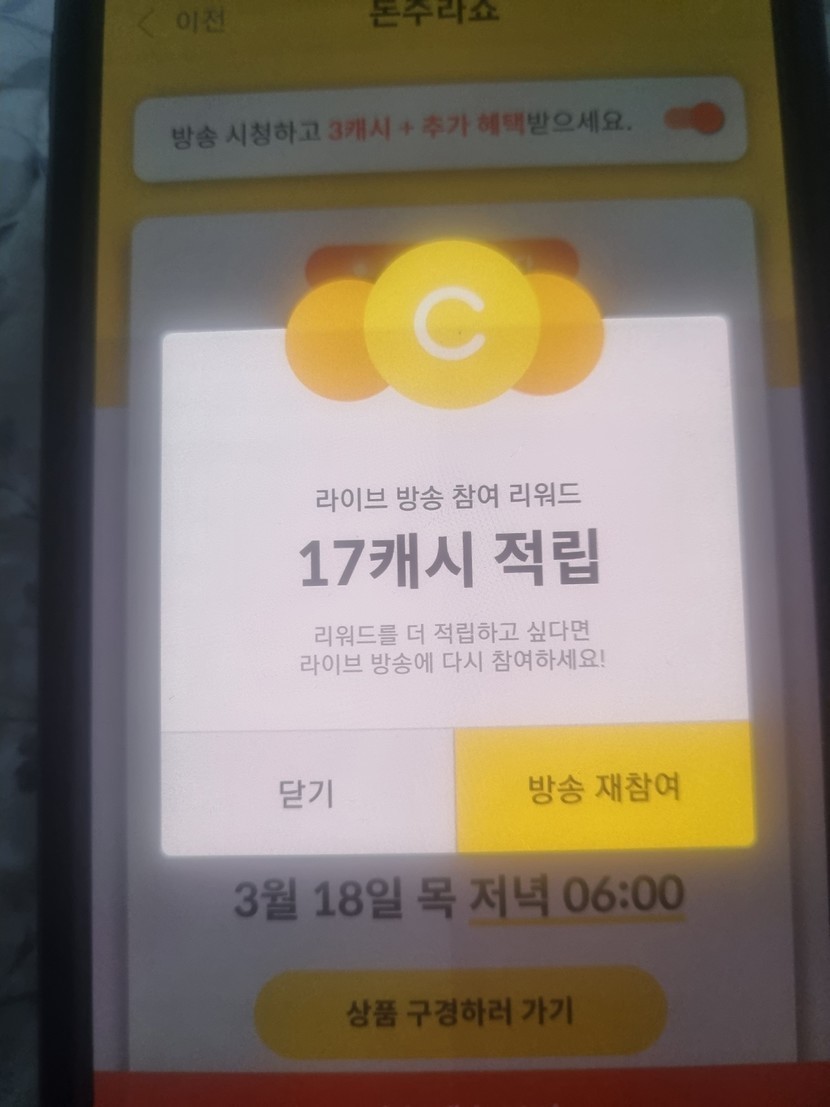 이전
돈주라쇼
방송 시청하고 3캐시 + 추가 혜택받으세요.
라이브 방송 참여 리워드
17캐시 적립
리워드를 더 적립하고 싶다면
라이브 방송에 다시 참여하세요!
닫기
방송 재참여
3월 18일 목 저녁 06:00
상품 구경하러 가기